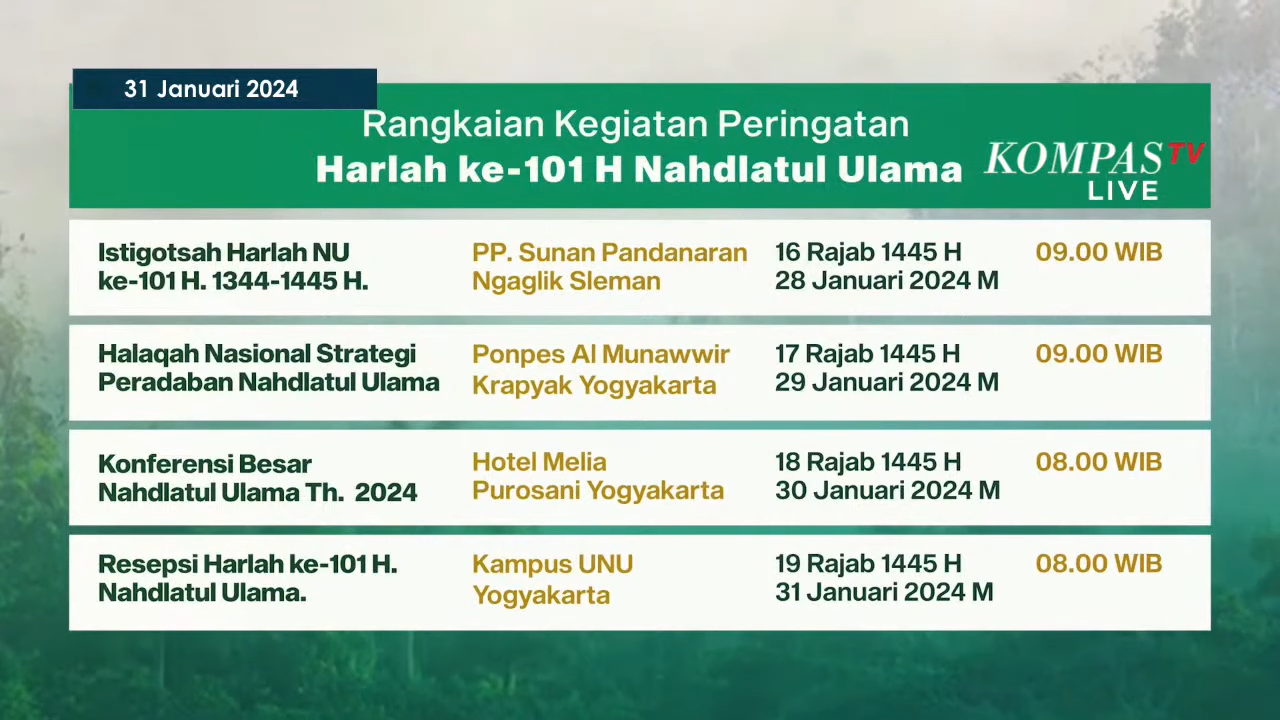 31 Januari 2024
Rangkaian Kegiatan Peringatan
Harlah ke-101 H Nahdlatul Ulama
KOMPAS TV
LIVE
Istigotsah Harlah NU
ke-101 H. 1344-1445 H.
PP. Sunan Pandanaran
Ngaglik Sleman
16 Rajab 1445 H
28 Januari 2024 M
09.00 WIB
Halaqah Nasional Strategi
Peradaban Nahdlatul Ulama
Ponpes Al Munawwir
Krapyak Yogyakarta
17 Rajab 1445 H
29 Januari 2024 M
09.00 WIB
Konferensi Besar
Nahdlatul Ulama Th. 2024
Hotel Melia
Purosani Yogyakarta
18 Rajab 1445 H
30 Januari 2024 M
08.00 WIB
Resepsi Harlah ke-101 H.
Nahdlatul Ulama.
Kampus UNU
Yogyakarta
19 Rajab 1445 H
31 Januari 2024 M
08.00 WIB